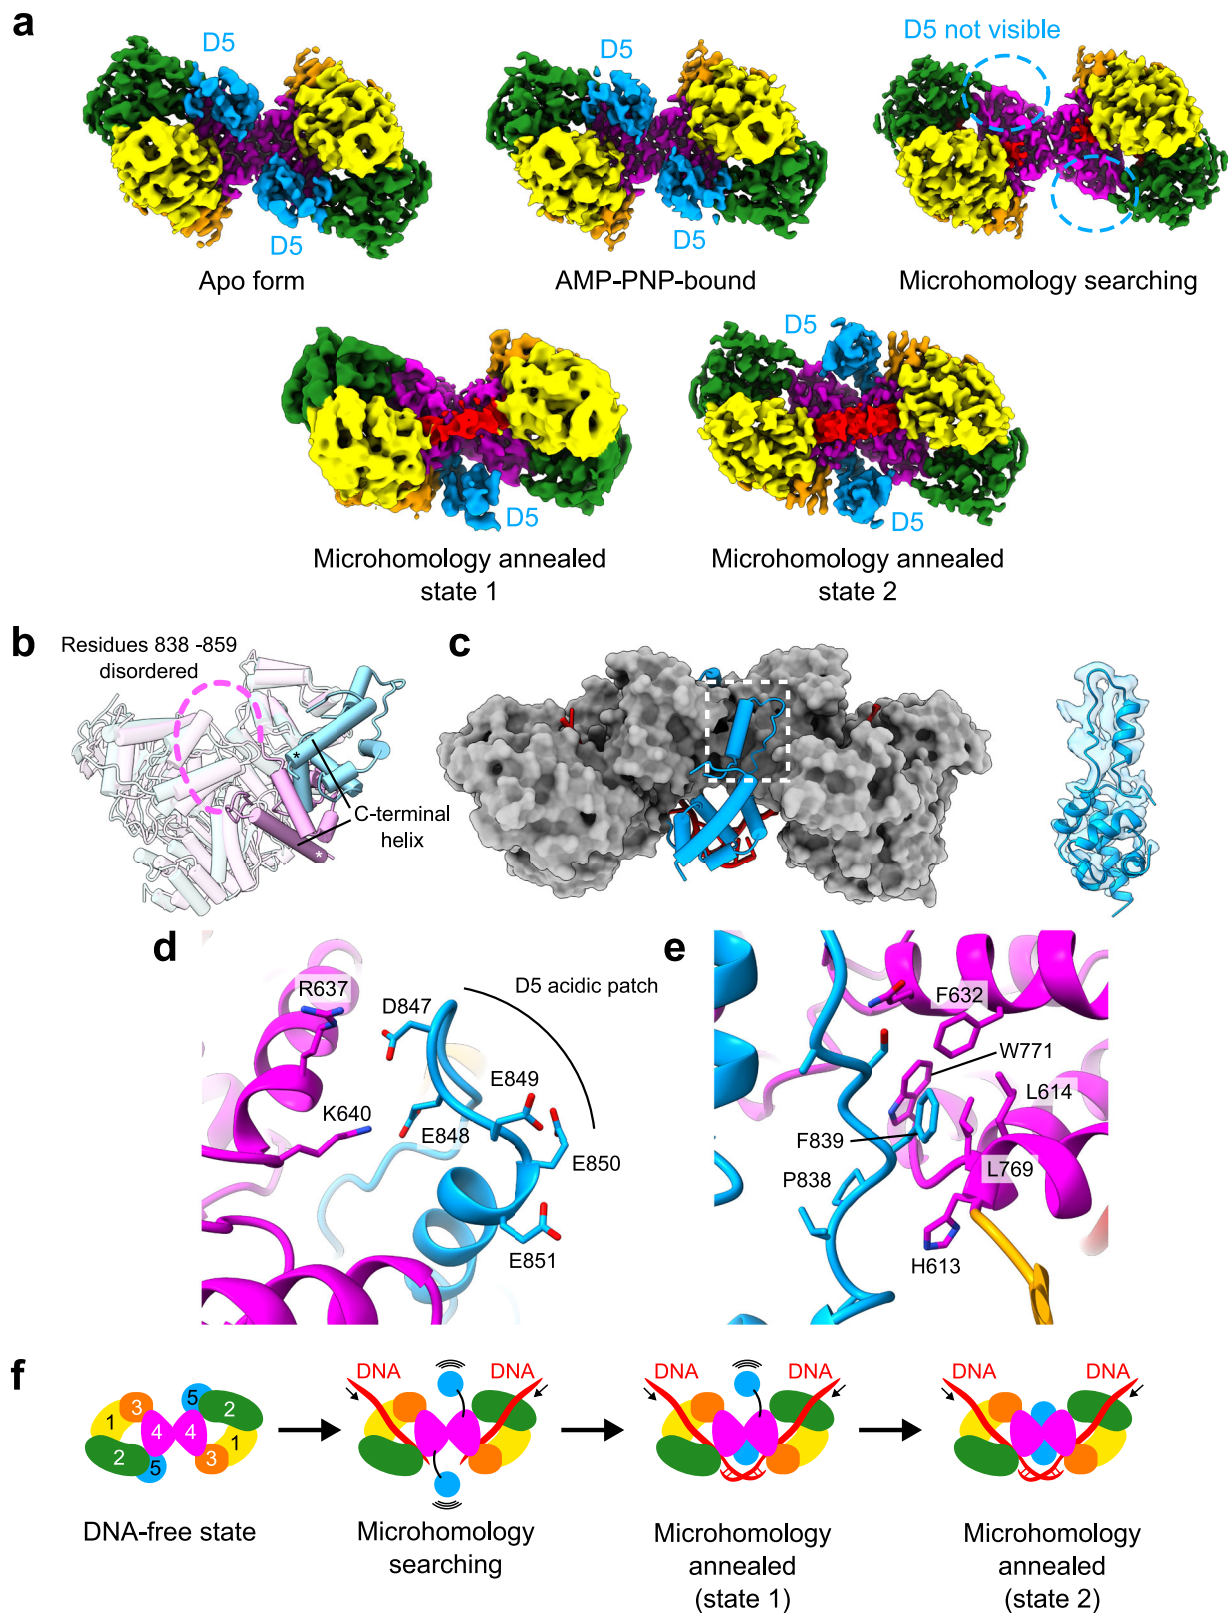 a
D5
D5
D5 not visible
D5
D5
Apo form
AMP-PNP-bound
Microhomology searching
D5
D5
D5
Microhomology annealed
state 1
Microhomology annealed
state 2
b
Residues 838 -859
disordered
*
*
C-terminal
helix
c
d
R637
D847
D5 acidic patch
K640
E849
E848
E850
E851
e
F632
W771
L614
F839
L769
P838
H613
f
1
3
2
5
4
4
5
2
1
3
DNA-free state
DNA
DNA
Microhomology
searching
DNA
DNA
Microhomology
annealed
(state 1)
DNA
DNA
Microhomology
annealed
(state 2)